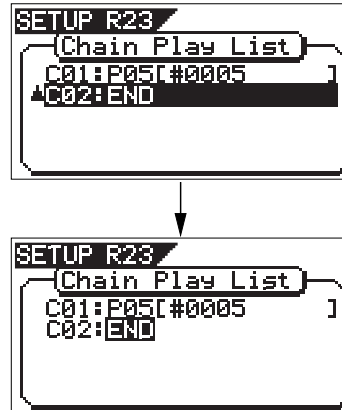 SETUP R23
Chain Play List
C01:P05[#0005 ]
C02:END
SETUP R23
Chain Play List
C01:P05[#0005 ]
C02:END